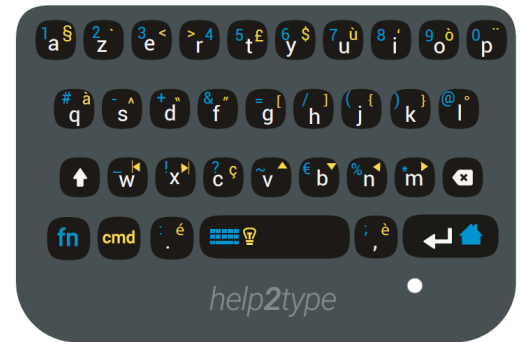 1 a § 2 z ` 3 e < > r 4 5 t £ 6 y $ 7 u ù 8 i ' 9 o ò 0 p ¨
# q à - s ^ + d „ & f ˝ = g [ / h ] ( j { ) k } @ l °
_ w ! x ? c ç ~ v € b % n * m
fn cmd : . é ; , è
help2type